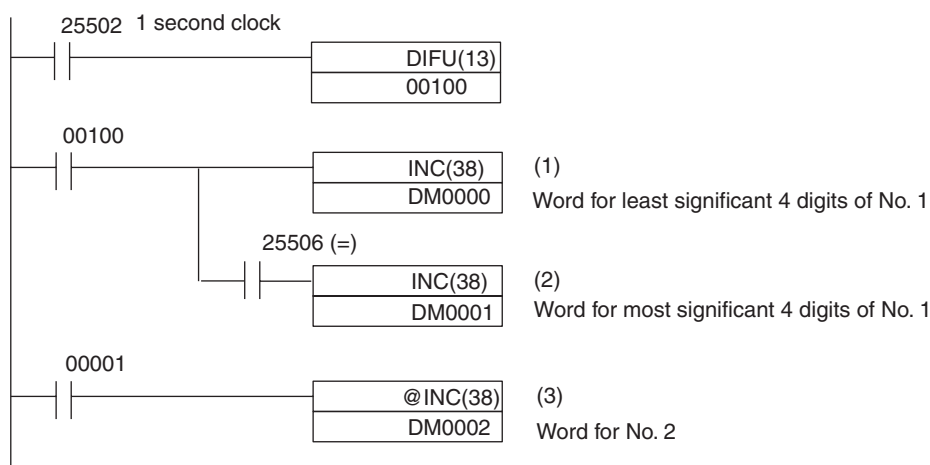 25502 1 second clock
DIFU(13)
00100
00100
INC(38) (1)
DM0000 Word for least significant 4 digits of No. 1
25506 (=)
INC(38) (2)
DM0001 Word for most significant 4 digits of No. 1
00001
@INC(38) (3)
DM0002 Word for No. 2